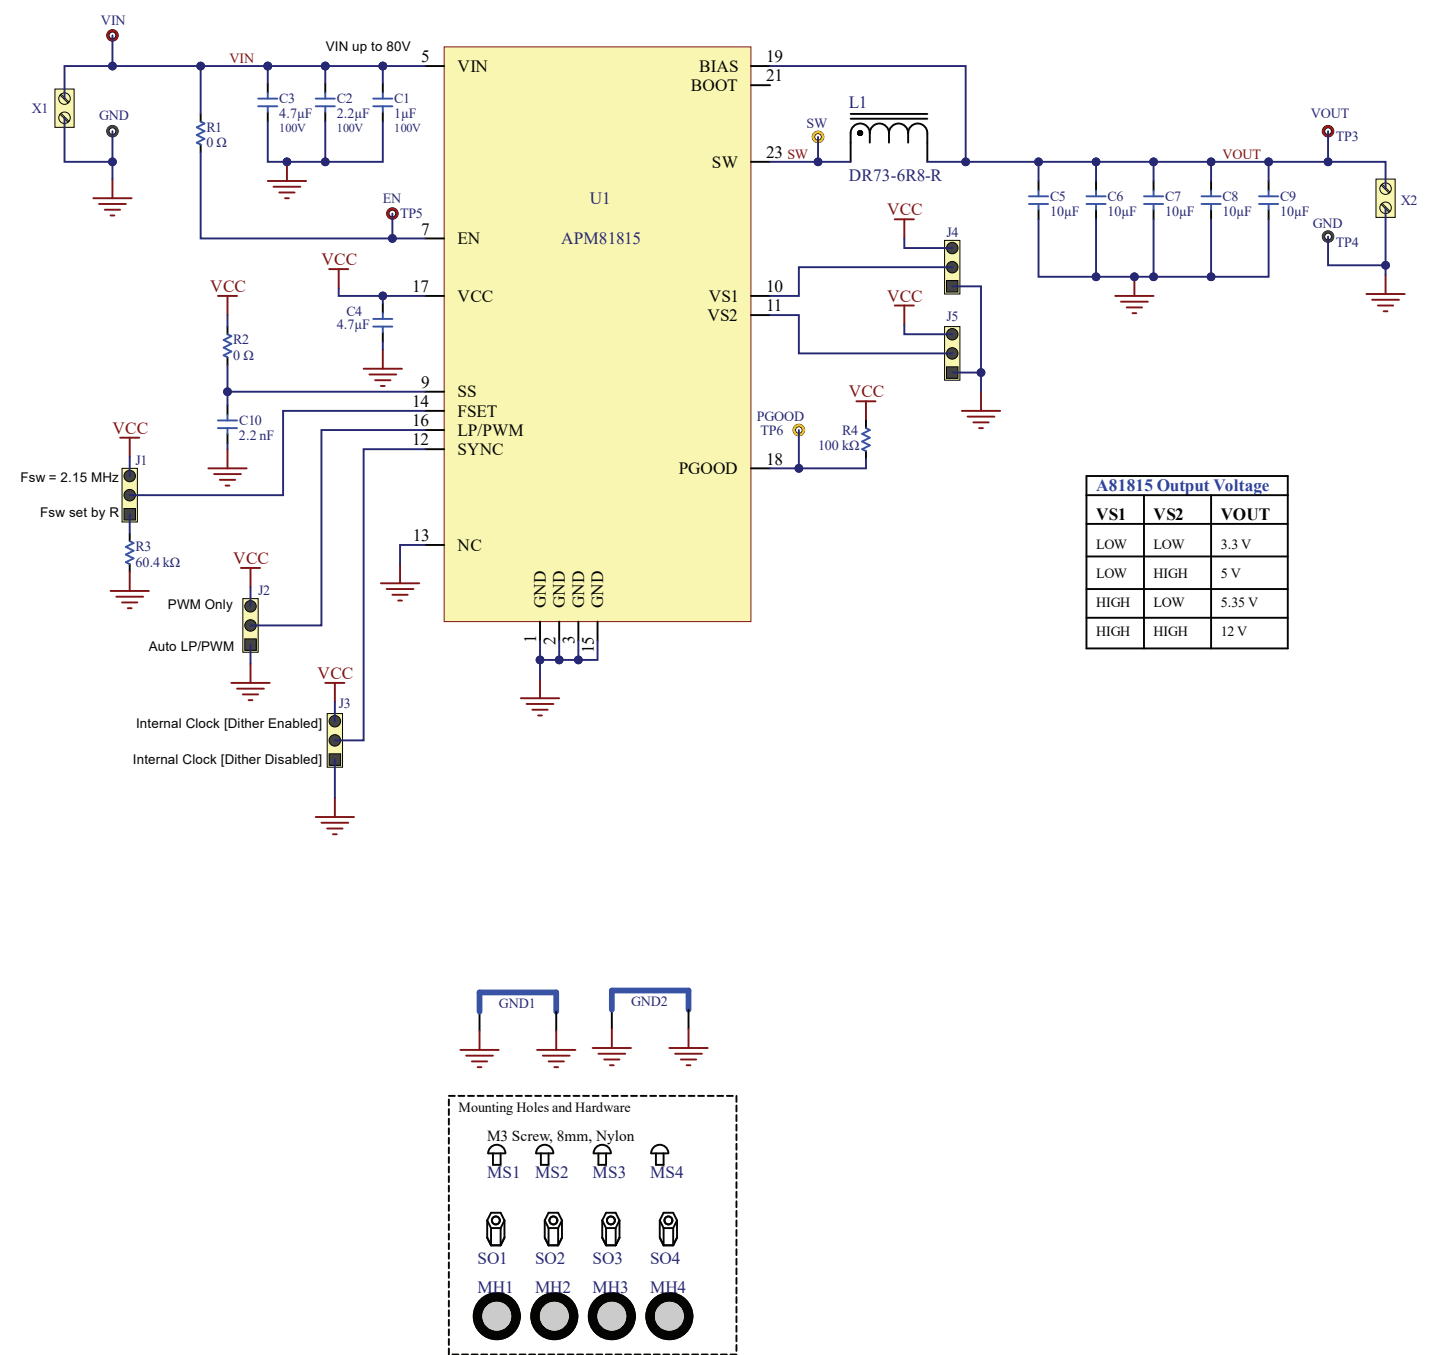 VIN
VIN up to 80V
VIN
5
VIN
X1
GND
R1
0 Ω
C3
4.7µF
100V
C2
2.2µF
100V
C1
1µF
100V
EN
TP5
7
EN
VCC
17
VCC
C4
4.7µF
VCC
R2
0 Ω
9
SS
14
FSET
16
LP/PWM
12
SYNC
C10
2.2 nF
VCC
J1
Fsw = 2.15 MHz
Fsw set by R
R3
60.4 kΩ
VCC
J2
PWM Only
Auto LP/PWM
VCC
J3
Internal Clock [Dither Enabled]
Internal Clock [Dither Disabled]
13
NC
U1
APM81815
GND
GND
GND
GND
1
2
3
15
BIAS
19
BOOT
21
SW
23
SW
SW
L1
DR73-6R8-R
VOUT
VOUT
TP3
C5
10µF
C6
10µF
C7
10µF
C8
10µF
C9
10µF
GND
TP4
X2
VCC
J4
VS1
10
VS2
11
VCC
J5
PGOOD
TP6
VCC
R4
100 kΩ
PGOOD
18
A81815 Output Voltage
VS1 VS2 VOUT
LOW LOW 3.3 V
LOW HIGH 5 V
HIGH LOW 5.35 V
HIGH HIGH 12 V
GND1
GND2
Mounting Holes and Hardware
M3 Screw, 8mm, Nylon
MS1 MS2 MS3 MS4
SO1 SO2 SO3 SO4
MH1 MH2 MH3 MH4